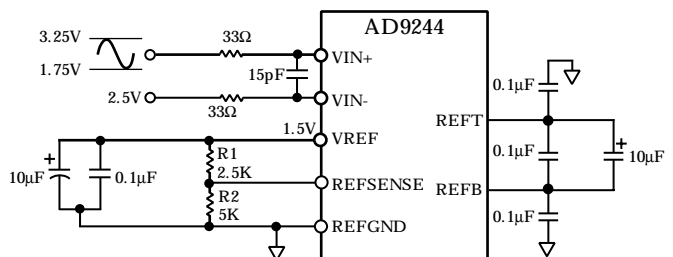 AD9244
3.25V
1.75V
33Ω
VIN+
15pF
2.5V
33Ω
VIN-
1.5V
VREF
R1
2.5K
REFSENSE
R2
5K
REFGND
+
10µF
0.1µF
REFT
REFB
0.1µF
0.1µF
0.1µF
+
10µF